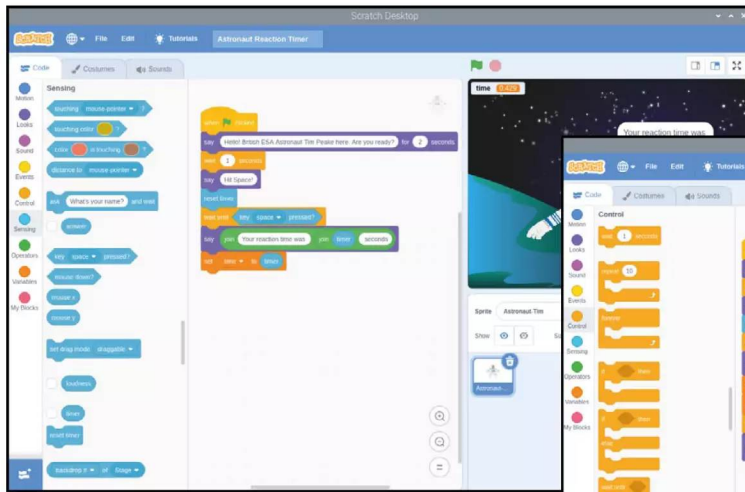 Scratch Desktop
SCRATCH File Edit Tutorials Astronaut Reaction Timer
Code Costumes Sounds
Motion
Looks
Sound
Events
Control
Sensing
Operators
Variables
My Blocks
Sensing
touching mouse-pointer ?
touching color ?
color is touching ?
distance to mouse-pointer
ask What's your name? and wait
answer
key space pressed?
mouse down?
mouse x
mouse y
set drag mode draggable
loudness
timer
reset timer
backdrop # of Stage
when clicked
say Hello! British ESA Astronaut Tim Peake here. Are you ready? for 2 seconds
wait 1 seconds
say Hit Space!
reset timer
wait until key space pressed?
say join Your reaction time was join timer seconds
set time to timer
time 0.429
Your reaction time was
Sprite Astronaut-Tim
Show
Astronaut-...
SCRATCH File Edit Tutorials
Code Costumes Sounds
Motion
Looks
Sound
Events
Control
Sensing
Operators
Variables
My Blocks
Control
wait 1 seconds
repeat 10
forever
if then
if then
else
wait until